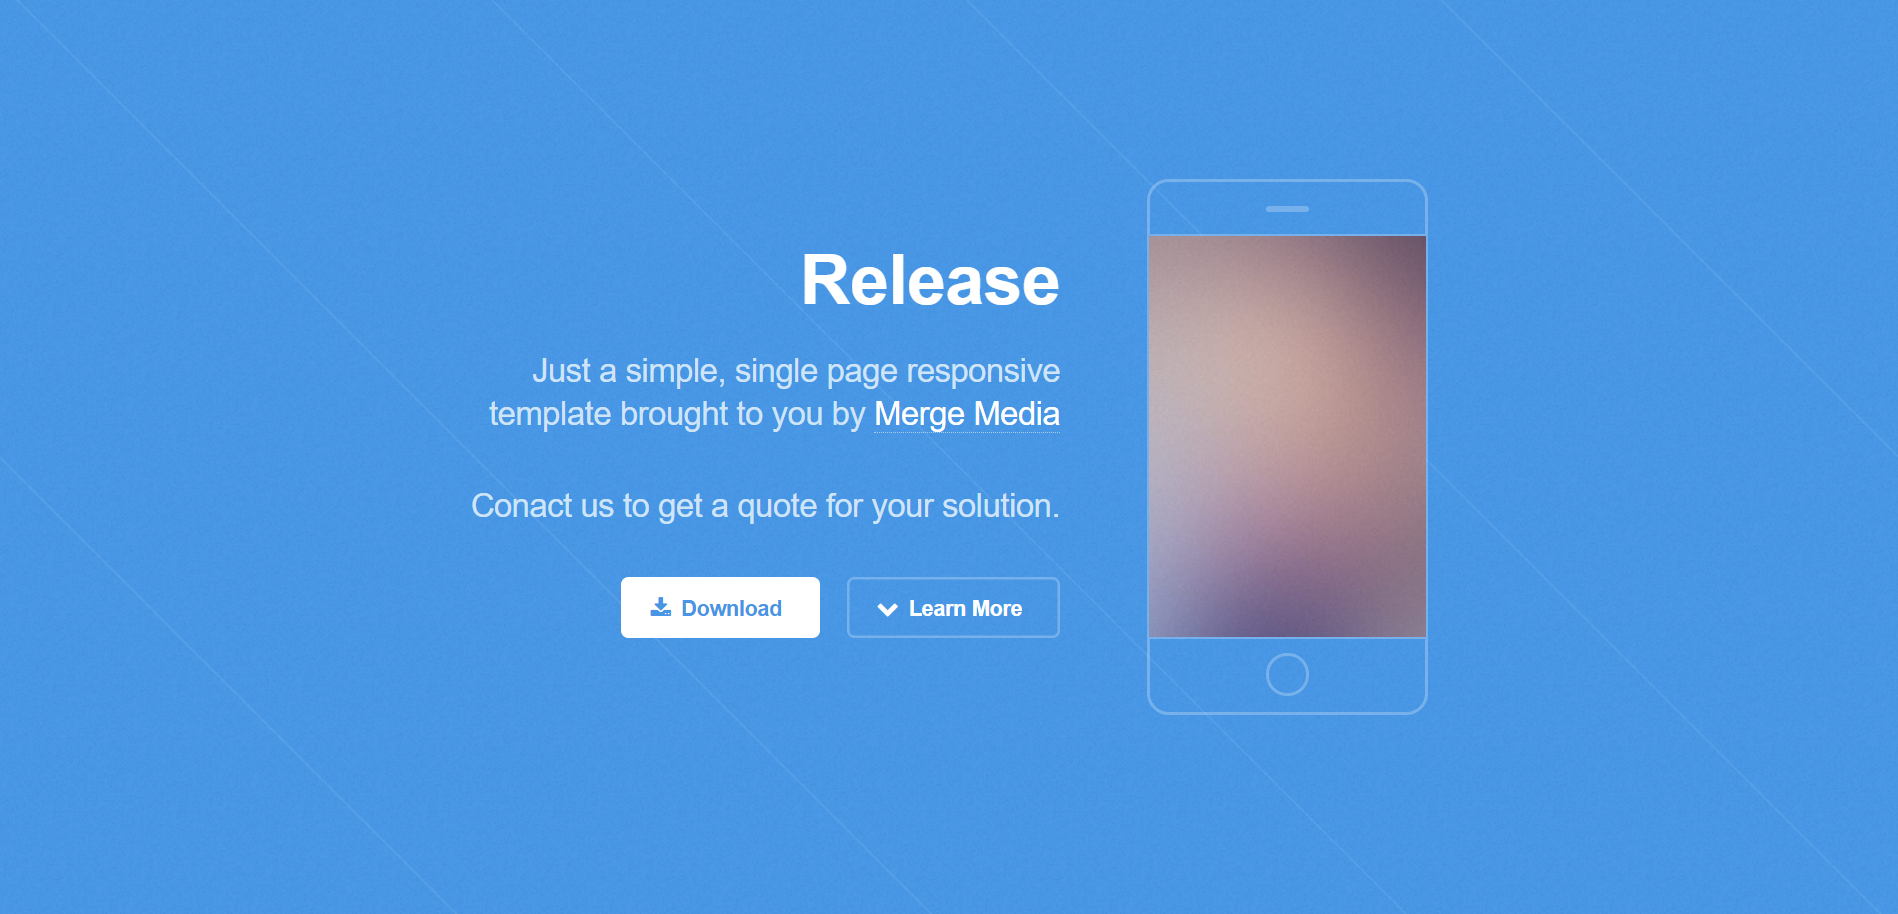 Release
Just a simple, single page responsive
template brought to you by Merge Media
Conact us to get a quote for your solution.
Download
Learn More